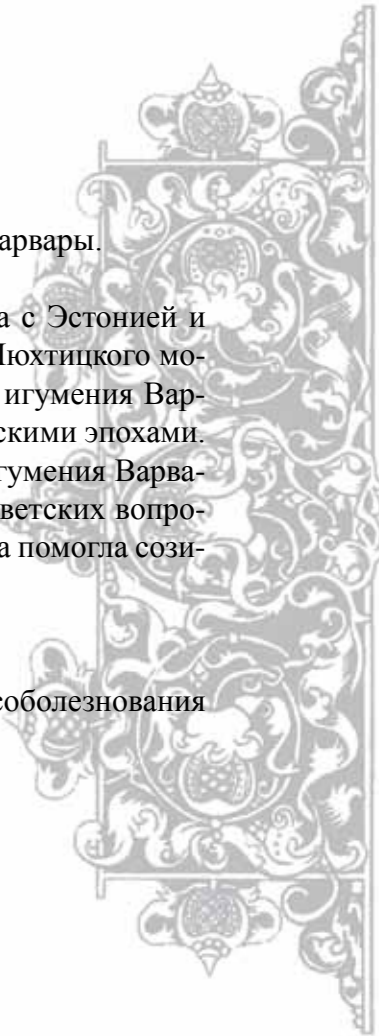 арвары.
а с Эстонией и
Пюхтицкого мо-
игумения Вар-
скими эпохами.
гумения Варва-
ветских вопро-
а помогла сози-
соболезнования